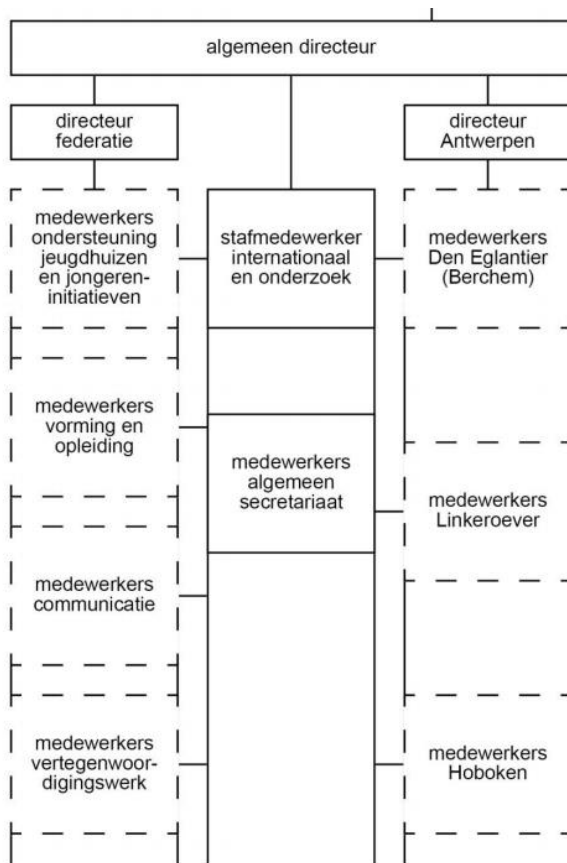 algemeen directeur
directeur
federatie
directeur
Antwerpen
medewerkers
ondersteuning
jeugdhuizen
en jongeren-
initiatieven
stafmedewerker
internationaal
en onderzoek
medewerkers
Den Eglantier
(Berchem)
medewerkers
vorming en
opleiding
medewerkers
algemeen
secretariaat
medewerkers
Linkeroever
medewerkers
communicatie
medewerkers
vertegenwoor-
digingswerk
medewerkers
Hoboken